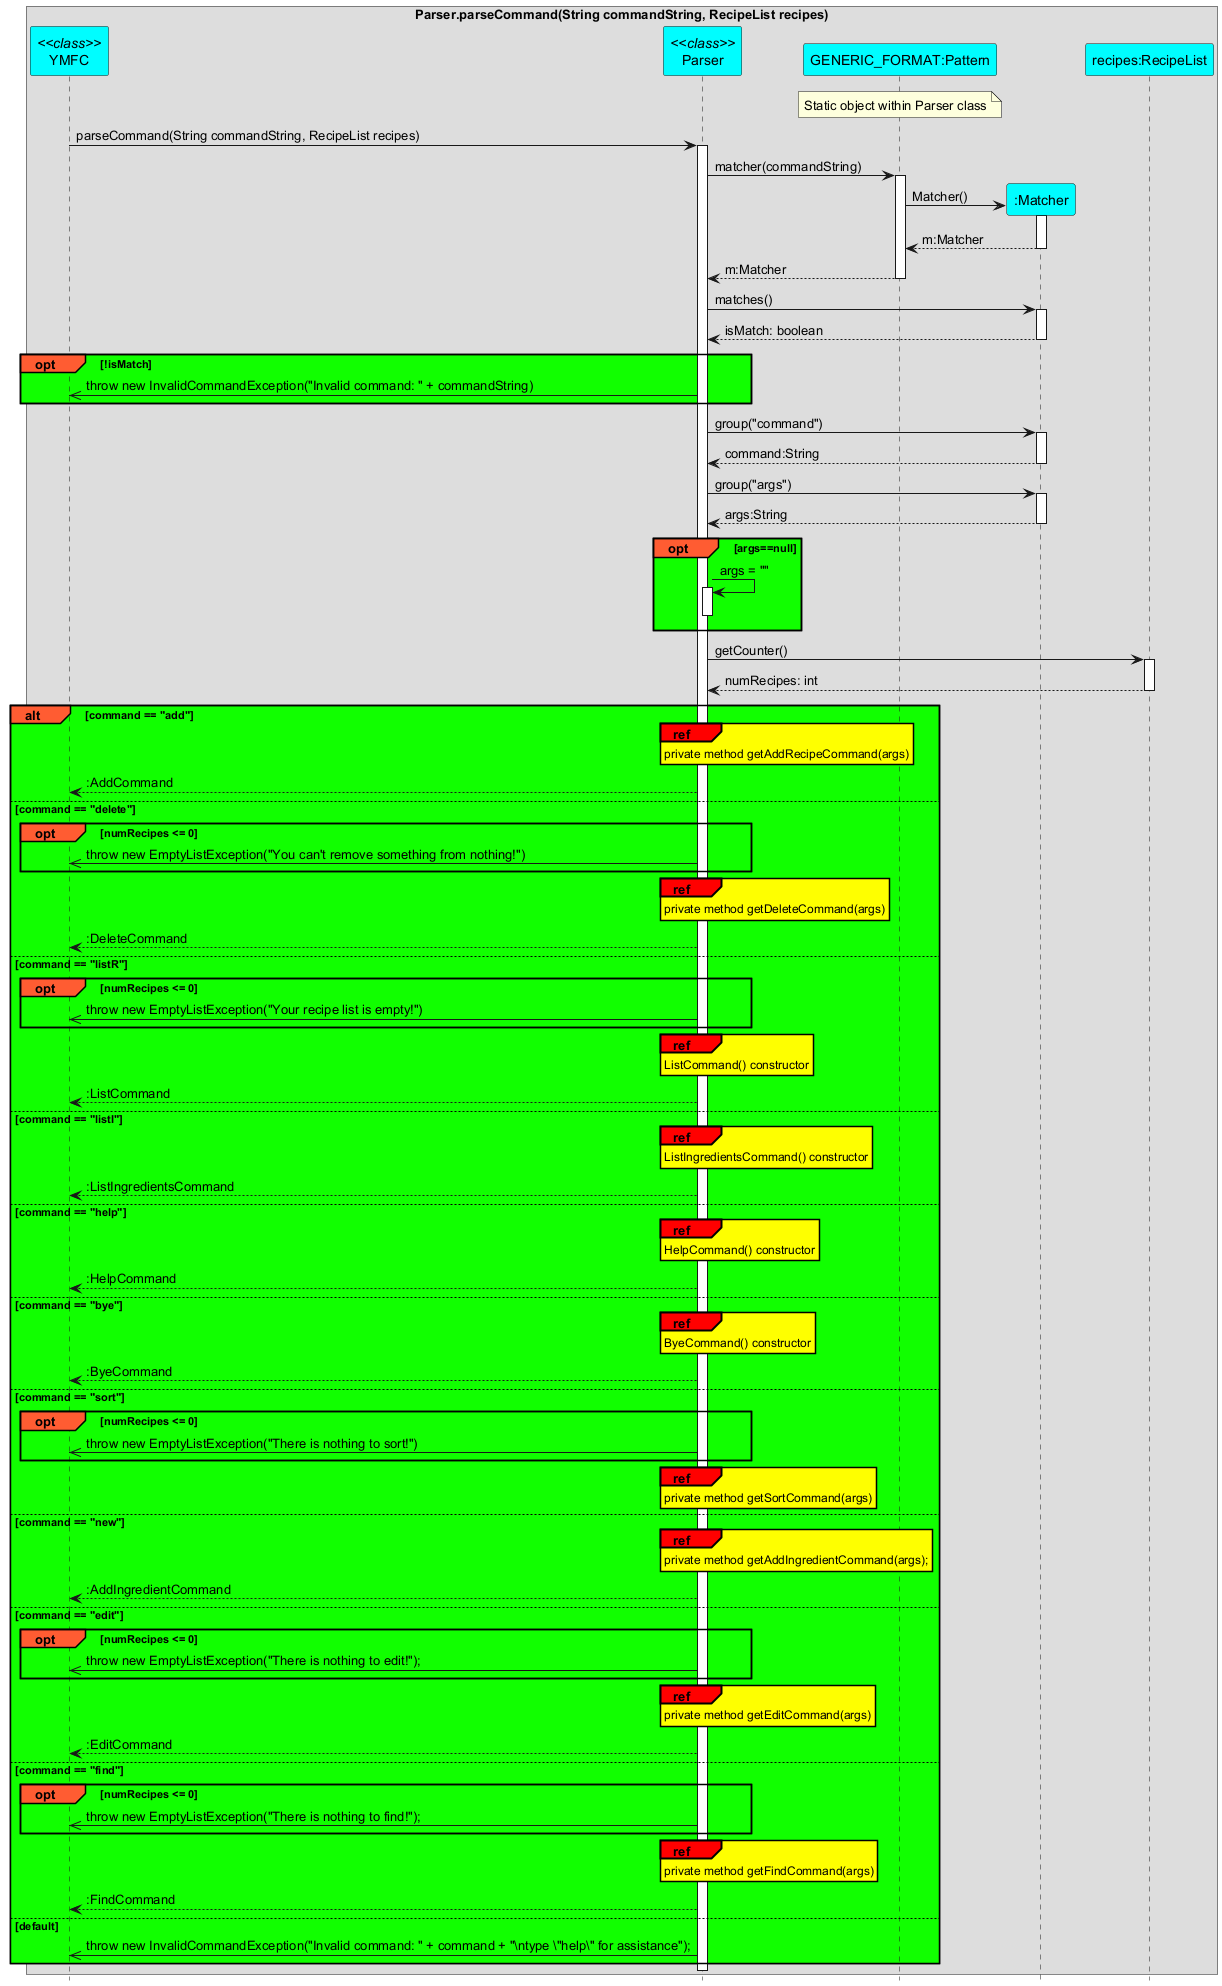 Parser.parseCommand(String commandString, RecipeList recipes)
<<class>>
YMFC
<<class>>
Parser
GENERIC_FORMAT:Pattern
recipes:RecipeList
Static object within Parser class
parseCommand(String commandString, RecipeList recipes)
matcher(commandString)
Matcher()
:Matcher
m:Matcher
m:Matcher
matches()
isMatch: boolean
opt [!isMatch]
throw new InvalidCommandException("Invalid command: " + commandString)
group("command")
command:String
group("args")
args:String
opt [args==null]
args = ""
getCounter()
numRecipes: int
alt [command == "add"]
ref
private method getAddRecipeCommand(args)
:AddCommand
[command == "delete"]
opt [numRecipes <= 0]
throw new EmptyListException("You can't remove something from nothing!")
ref
private method getDeleteCommand(args)
:DeleteCommand
[command == "listR"]
opt [numRecipes <= 0]
throw new EmptyListException("Your recipe list is empty!")
ref
ListCommand() constructor
:ListCommand
[command == "listI"]
ref
ListIngredientsCommand() constructor
:ListIngredientsCommand
[command == "help"]
ref
HelpCommand() constructor
:HelpCommand
[command == "bye"]
ref
ByeCommand() constructor
:ByeCommand
[command == "sort"]
opt [numRecipes <= 0]
throw new EmptyListException("There is nothing to sort!")
ref
private method getSortCommand(args)
[command == "new"]
ref
private method getAddIngredientCommand(args);
:AddIngredientCommand
[command == "edit"]
opt [numRecipes <= 0]
throw new EmptyListException("There is nothing to edit!");
ref
private method getEditCommand(args)
:EditCommand
[command == "find"]
opt [numRecipes <= 0]
throw new EmptyListException("There is nothing to find!");
ref
private method getFindCommand(args)
:FindCommand
[default]
throw new InvalidCommandException("Invalid command: " + command + "\ntype \"help\" for assistance");